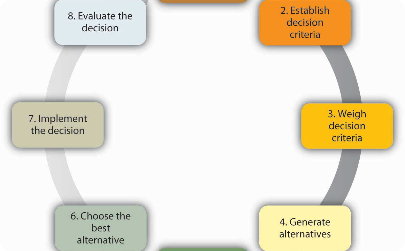 8. Evaluate the
decision
2. Establish
decision
criteria
7. Implement
the decision
3. Weigh
decision
criteria
6. Choose the
best
alternative
4. Generate
alternatives